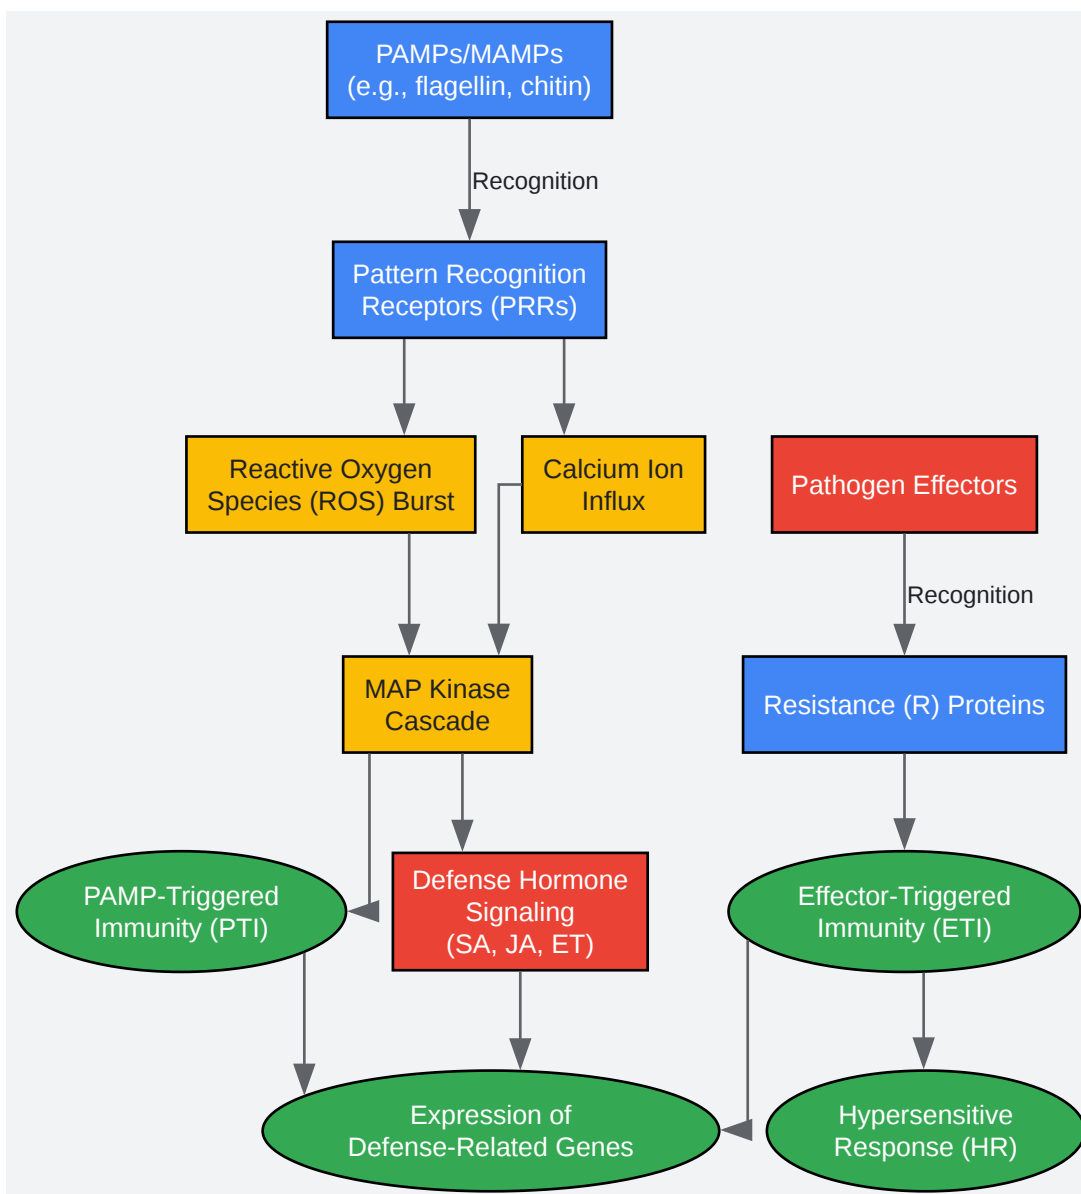 PAMPs/MAMPs
(e.g., flagellin, chitin)
Recognition
Pattern Recognition
Receptors (PRRs)
Reactive Oxygen
Species (ROS) Burst
Calcium Ion
Influx
Pathogen Effectors
Recognition
MAP Kinase
Cascade
Resistance (R) Proteins
PAMP-Triggered
Immunity (PTI)
Defense Hormone
Signaling
(SA, JA, ET)
Effector-Triggered
Immunity (ETI)
Expression of
Defense-Related Genes
Hypersensitive
Response (HR)